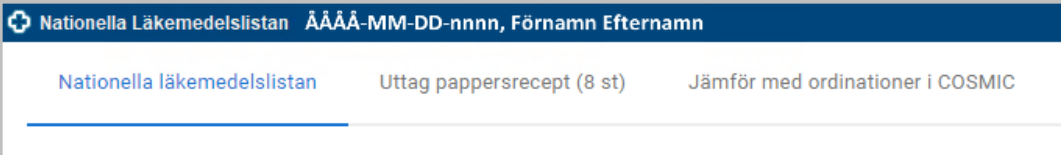 Nationella Läkemedelslistan ÅÅÅÅ-MM-DD-nnnn, Förnamn Efternamn
Nationella läkemedelslistan Uttag pappersrecept (8 st) Jämför med ordinationer i COSMIC